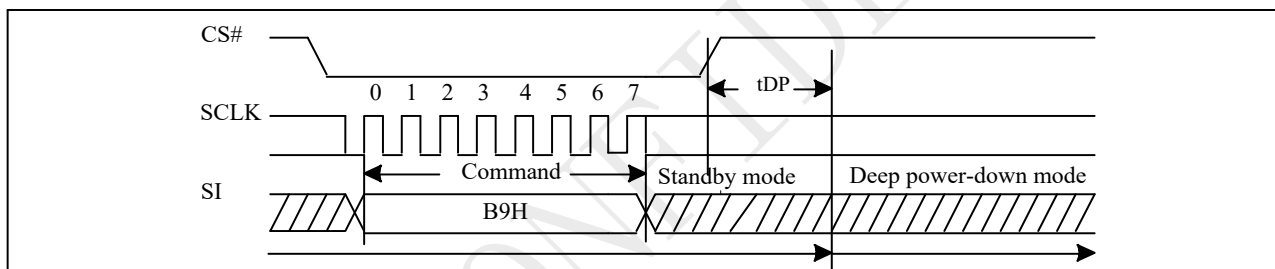 CS#
tDP
0 1 2 3 4 5 6 7
SCLK
Command
Standby mode
Deep power-down mode
SI
B9H